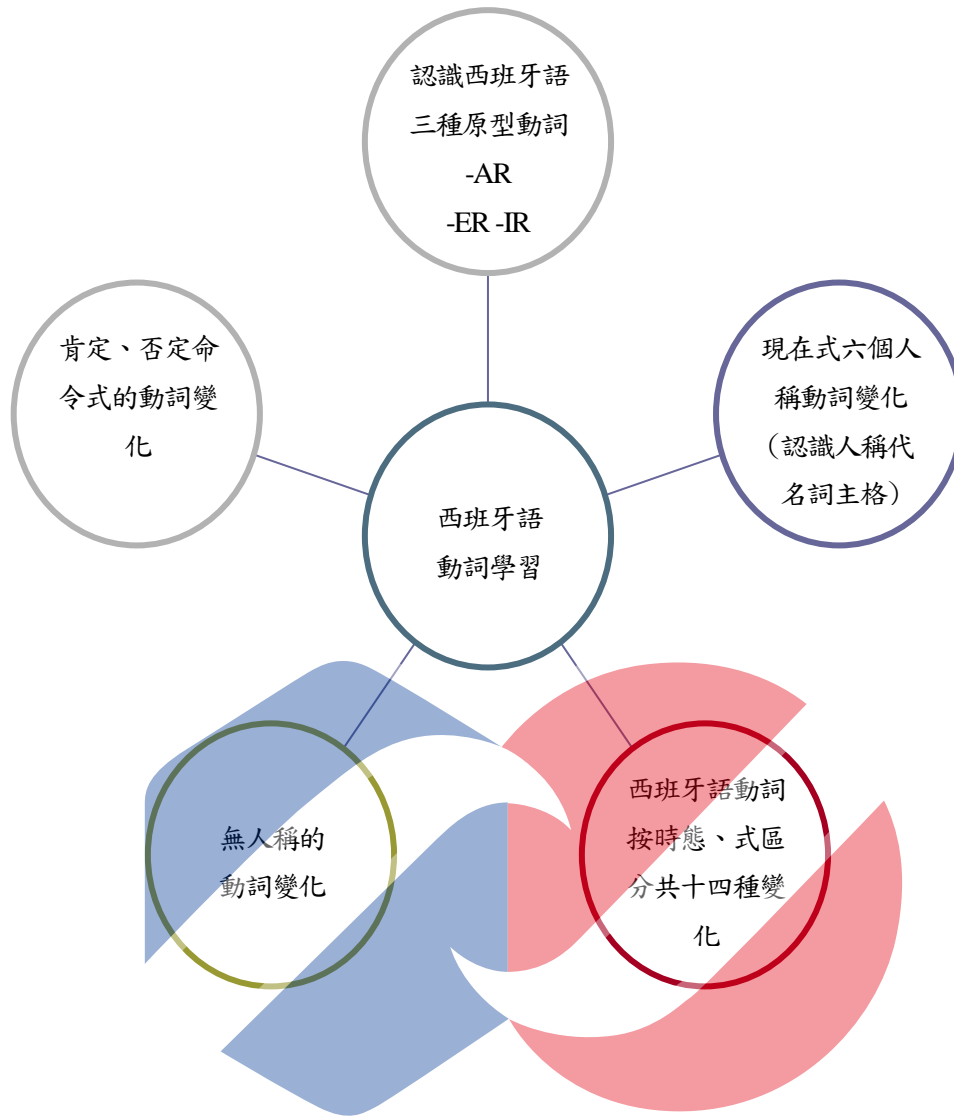 認識西班牙語
三種原型動詞
-AR
-ER -IR
肯定、否定命
令式的動詞變
化
現在式六個人
稱動詞變化
（認識人稱代
名詞主格）
西班牙語
動詞學習
無人稱的
動詞變化
西班牙語動詞
按時態、式區
分共十四種變
化